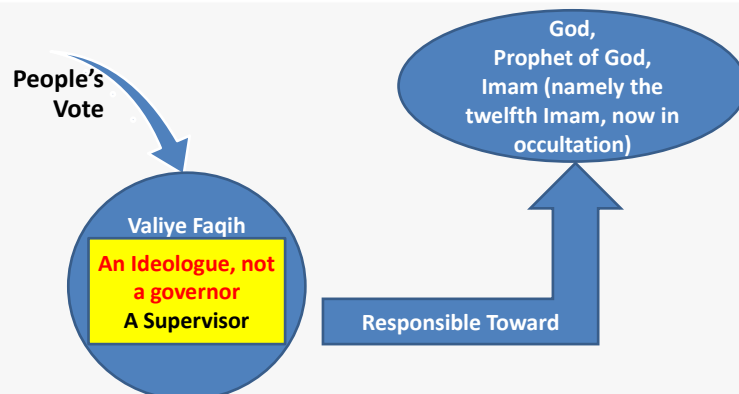 People's
Vote
God,
Prophet of God,
Imam (namely the
twelfth Imam, now in
occultation)
Valiye Faqih
An Ideologue, not
a governor
A Supervisor
Responsible Toward